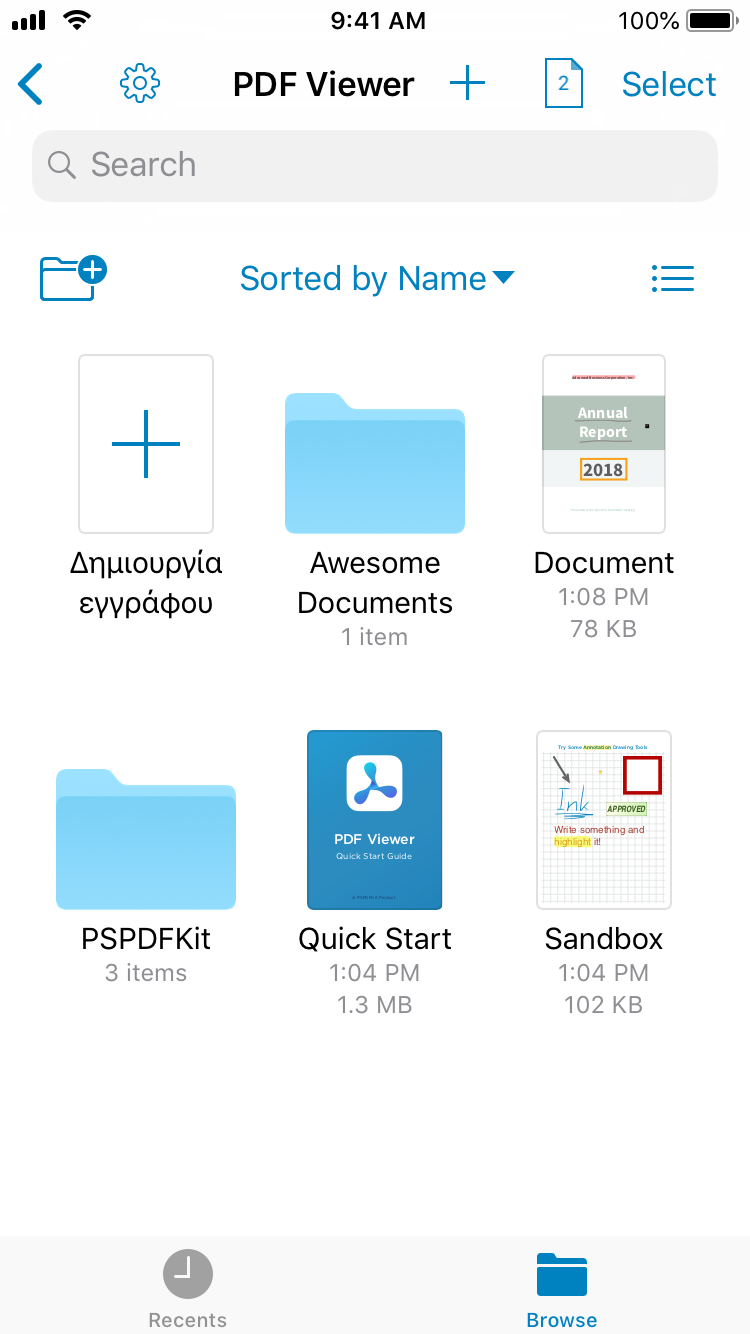 9:41 AM
100%
PDF Viewer
2
Select
Search
Sorted by Name
Annual
Report
2018
Δημιουργία
εγγράφου
Awesome
Documents
1 item
Document
1:08 PM
78 KB
PDF Viewer
Quick Start Guide
Try Some Annotation Drawing Tools
Ink
APPROVED
Write something and
highlight it!
PSPDFKit
3 items
Quick Start
1:04 PM
1.3 MB
Sandbox
1:04 PM
102 KB
Recents
Browse